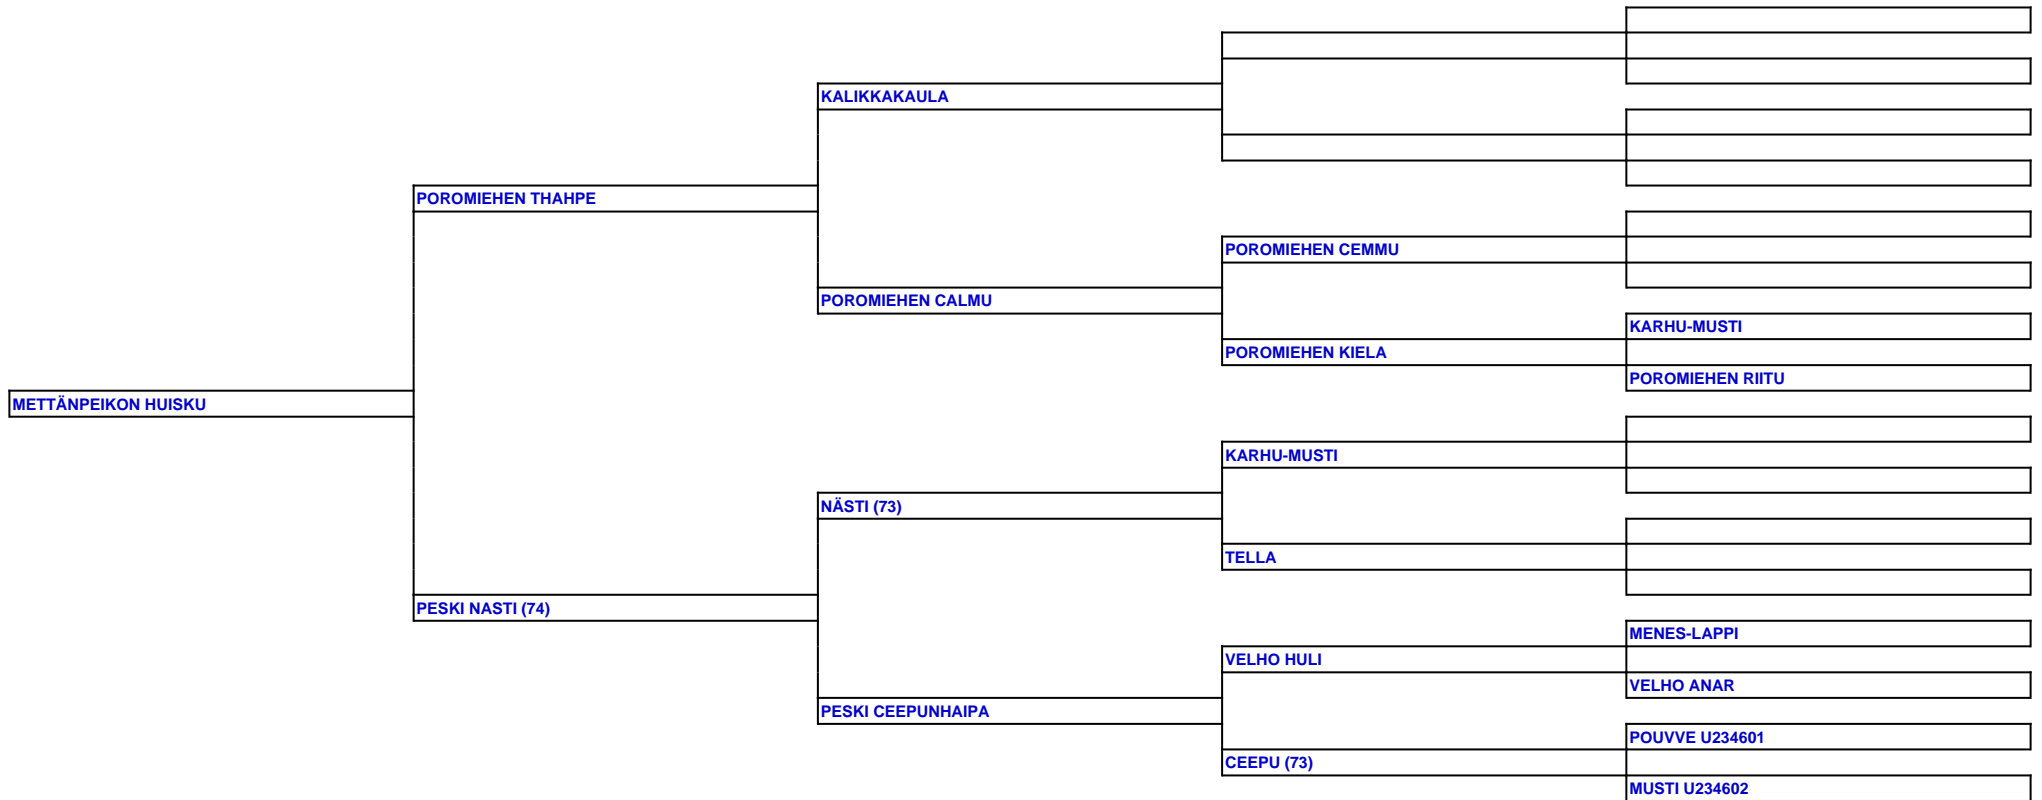 KALIKKAKAULA
POROMIEHEN THAHPE
POROMIEHEN CEMMU
POROMIEHEN CALMU
KARHU-MUSTI
POROMIEHEN KIELA
POROMIEHEN RIITU
METTÄNPEIKON HUISKU
KARHU-MUSTI
NÄSTI (73)
TELLA
PESKI NASTI (74)
MENES-LAPPI
VELHO HULI
VELHO ANAR
PESKI CEEPUNHAIPA
POUVVE U234601
CEEPU (73)
MUSTI U234602